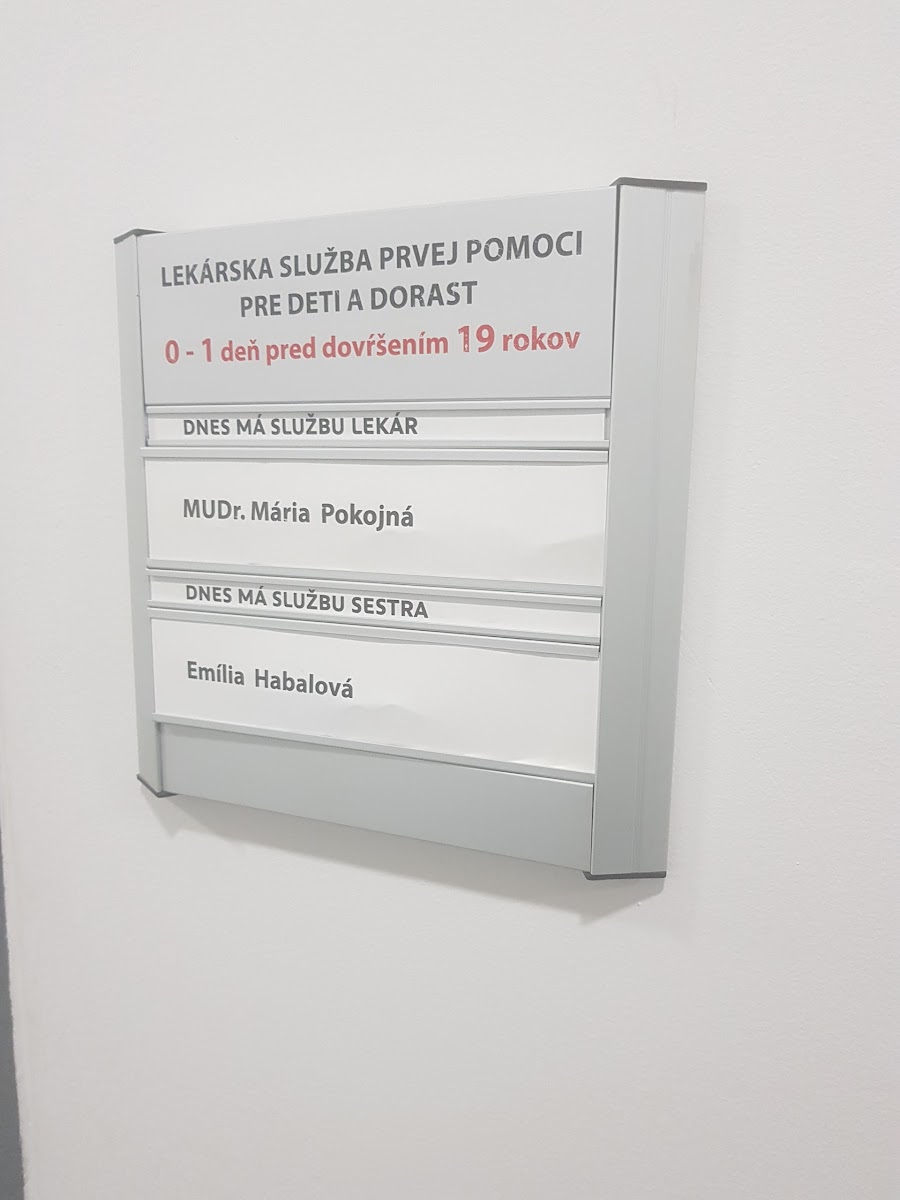 LEKÁRSKA SLUŽBA PRVEJ POMOCI
PRE DETI A DORAST
0 - 1 deň pred dovŕšením 19 rokov
DNES MÁ SLUŽBU LEKÁR
MUDr. Mária Pokojná
DNES MÁ SLUŽBU SESTRA
Emília Habalová